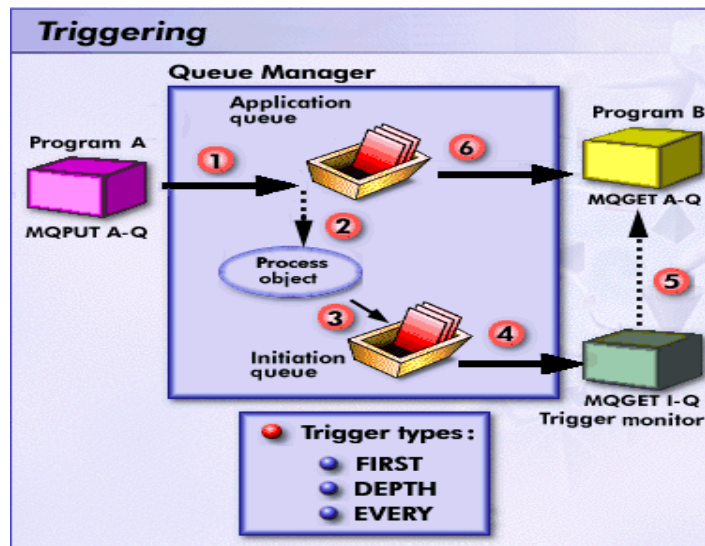 Triggering
Queue Manager
Application
queue
Program A
MQPUT A-Q
1
6
Program B
MQGET A-Q
2
Process
object
3
4
5
Initiation
queue
MQGET I-Q
Trigger monitor
Trigger types:
FIRST
DEPTH
EVERY